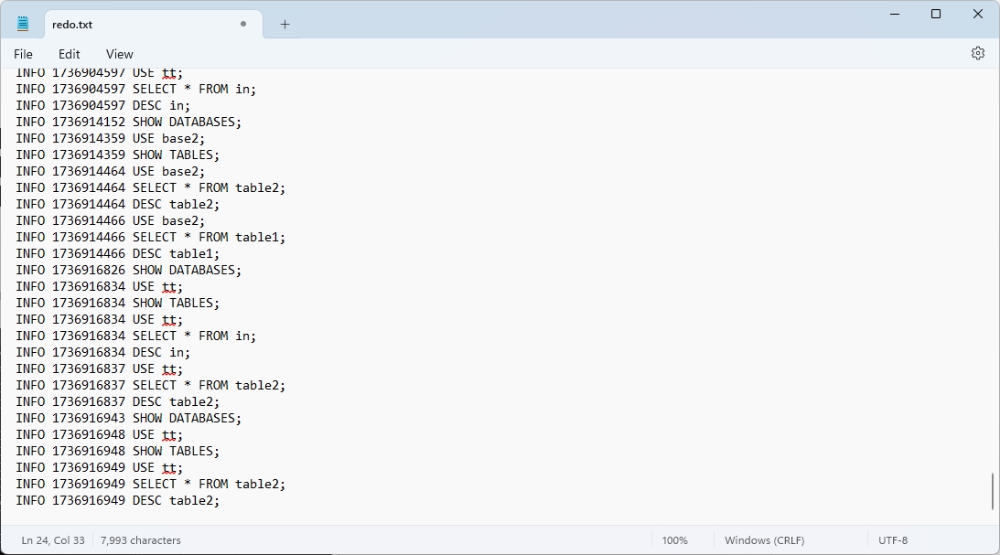 redo.txt
File Edit View
INFO 1736904597 USE tt;
INFO 1736904597 SELECT * FROM in;
INFO 1736904597 DESC in;
INFO 1736914152 SHOW DATABASES;
INFO 1736914359 USE base2;
INFO 1736914359 SHOW TABLES;
INFO 1736914464 USE base2;
INFO 1736914464 SELECT * FROM table2;
INFO 1736914464 DESC table2;
INFO 1736914466 USE base2;
INFO 1736914466 SELECT * FROM table1;
INFO 1736914466 DESC table1;
INFO 1736916826 SHOW DATABASES;
INFO 1736916834 USE tt;
INFO 1736916834 SHOW TABLES;
INFO 1736916834 USE tt;
INFO 1736916834 SELECT * FROM in;
INFO 1736916834 DESC in;
INFO 1736916837 USE tt;
INFO 1736916837 SELECT * FROM table2;
INFO 1736916837 DESC table2;
INFO 1736916943 SHOW DATABASES;
INFO 1736916948 USE tt;
INFO 1736916948 SHOW TABLES;
INFO 1736916949 USE tt;
INFO 1736916949 SELECT * FROM table2;
INFO 1736916949 DESC table2;
Ln 24, Col 33 7,993 characters 100% Windows (CRLF) UTF-8